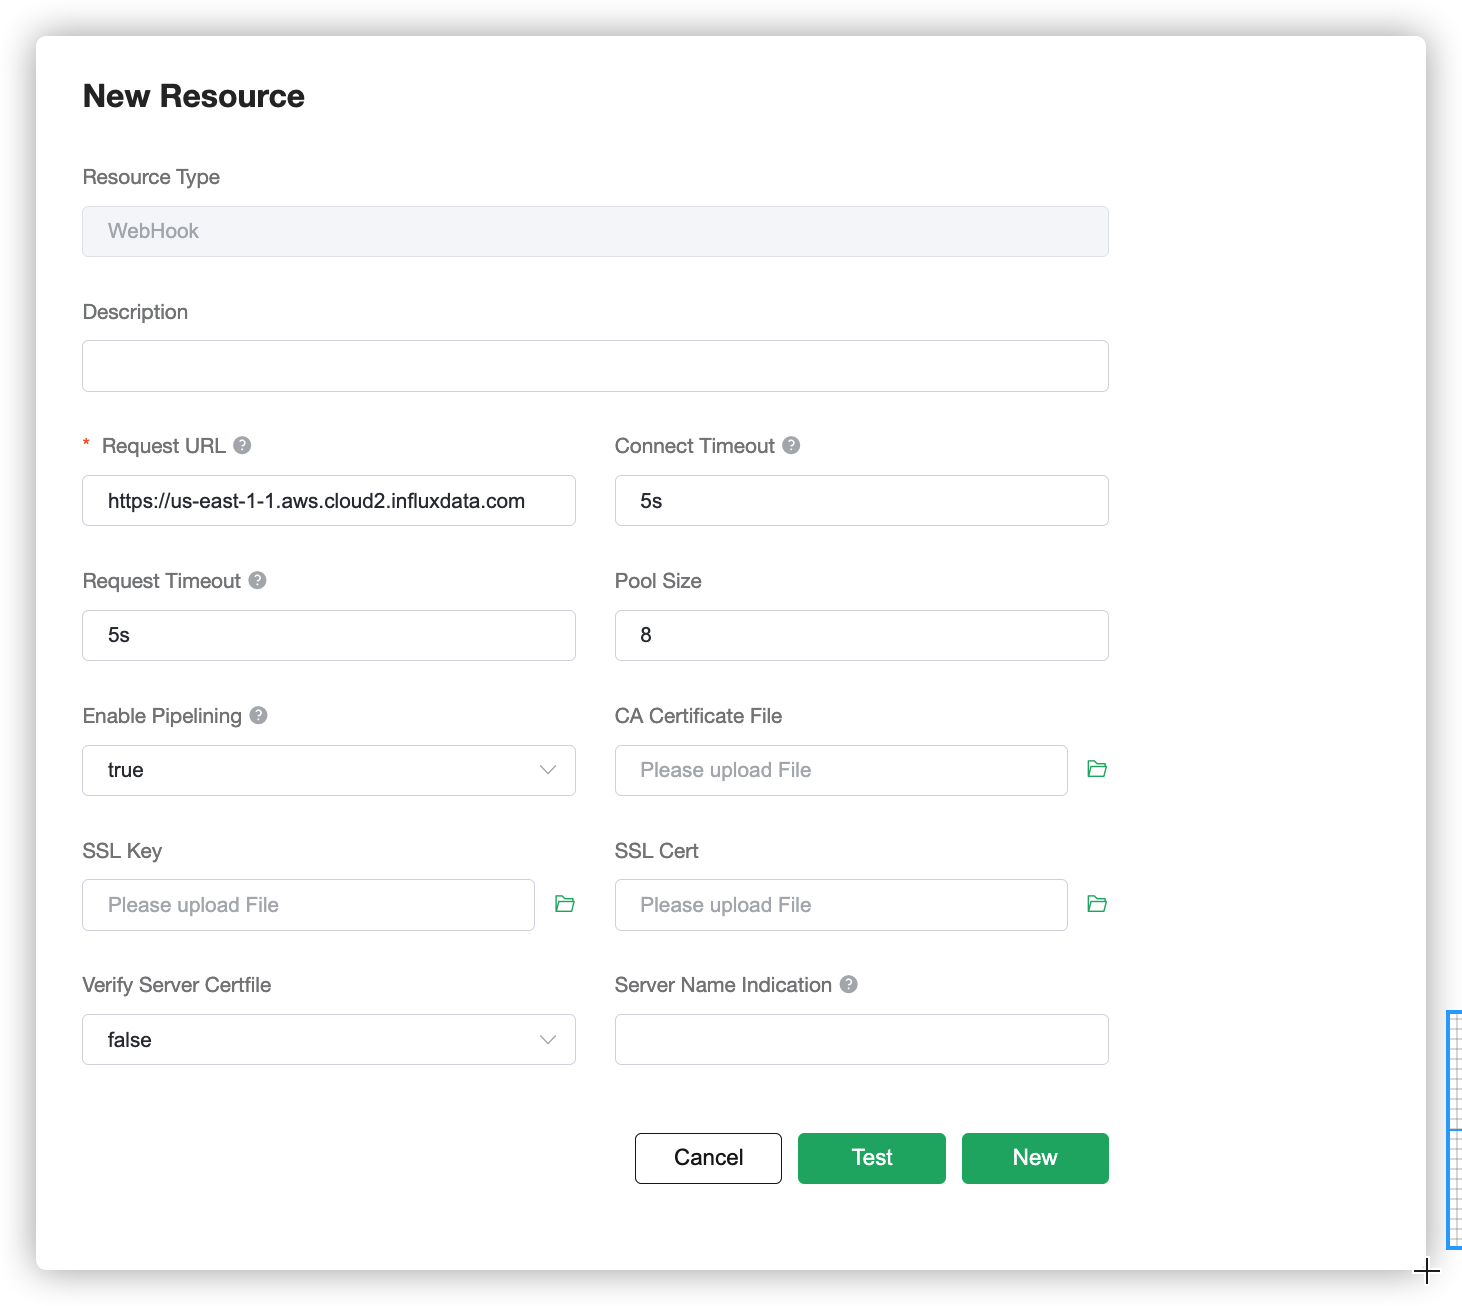 New Resource
Resource Type
WebHook
Description
* Request URL ?
Connect Timeout ?
https://us-east-1-1.aws.cloud2.influxdata.com
5s
Request Timeout ?
Pool Size
5s
8
Enable Pipelining ?
CA Certificate File
true
Please upload File
SSL Key
SSL Cert
Please upload File
Please upload File
Verify Server Certfile
Server Name Indication ?
false
Cancel
Test
New